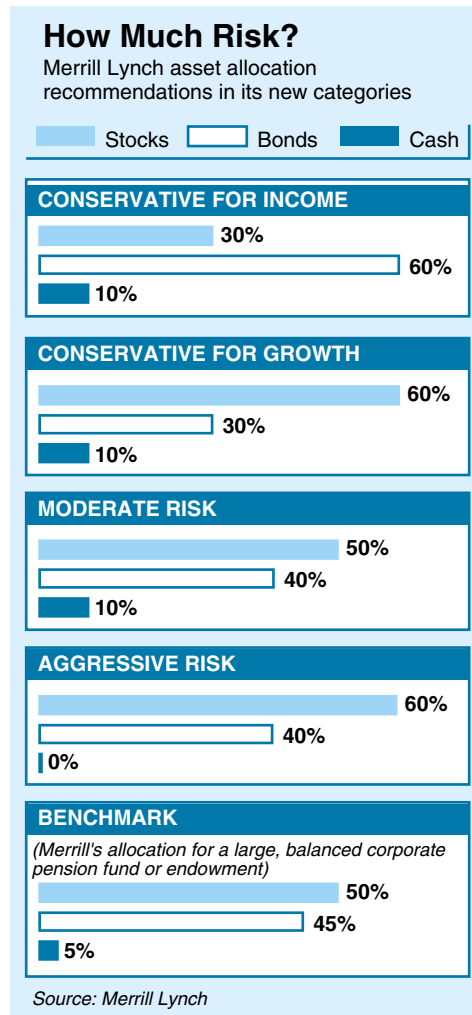 How Much Risk?
Merrill Lynch asset allocation
recommendations in its new categories
Stocks Bonds Cash
CONSERVATIVE FOR INCOME
30%
60%
10%
CONSERVATIVE FOR GROWTH
60%
30%
10%
MODERATE RISK
50%
40%
10%
AGGRESSIVE RISK
60%
40%
0%
BENCHMARK
(Merrill's allocation for a large, balanced corporate
pension fund or endowment)
50%
45%
5%
Source: Merrill Lynch